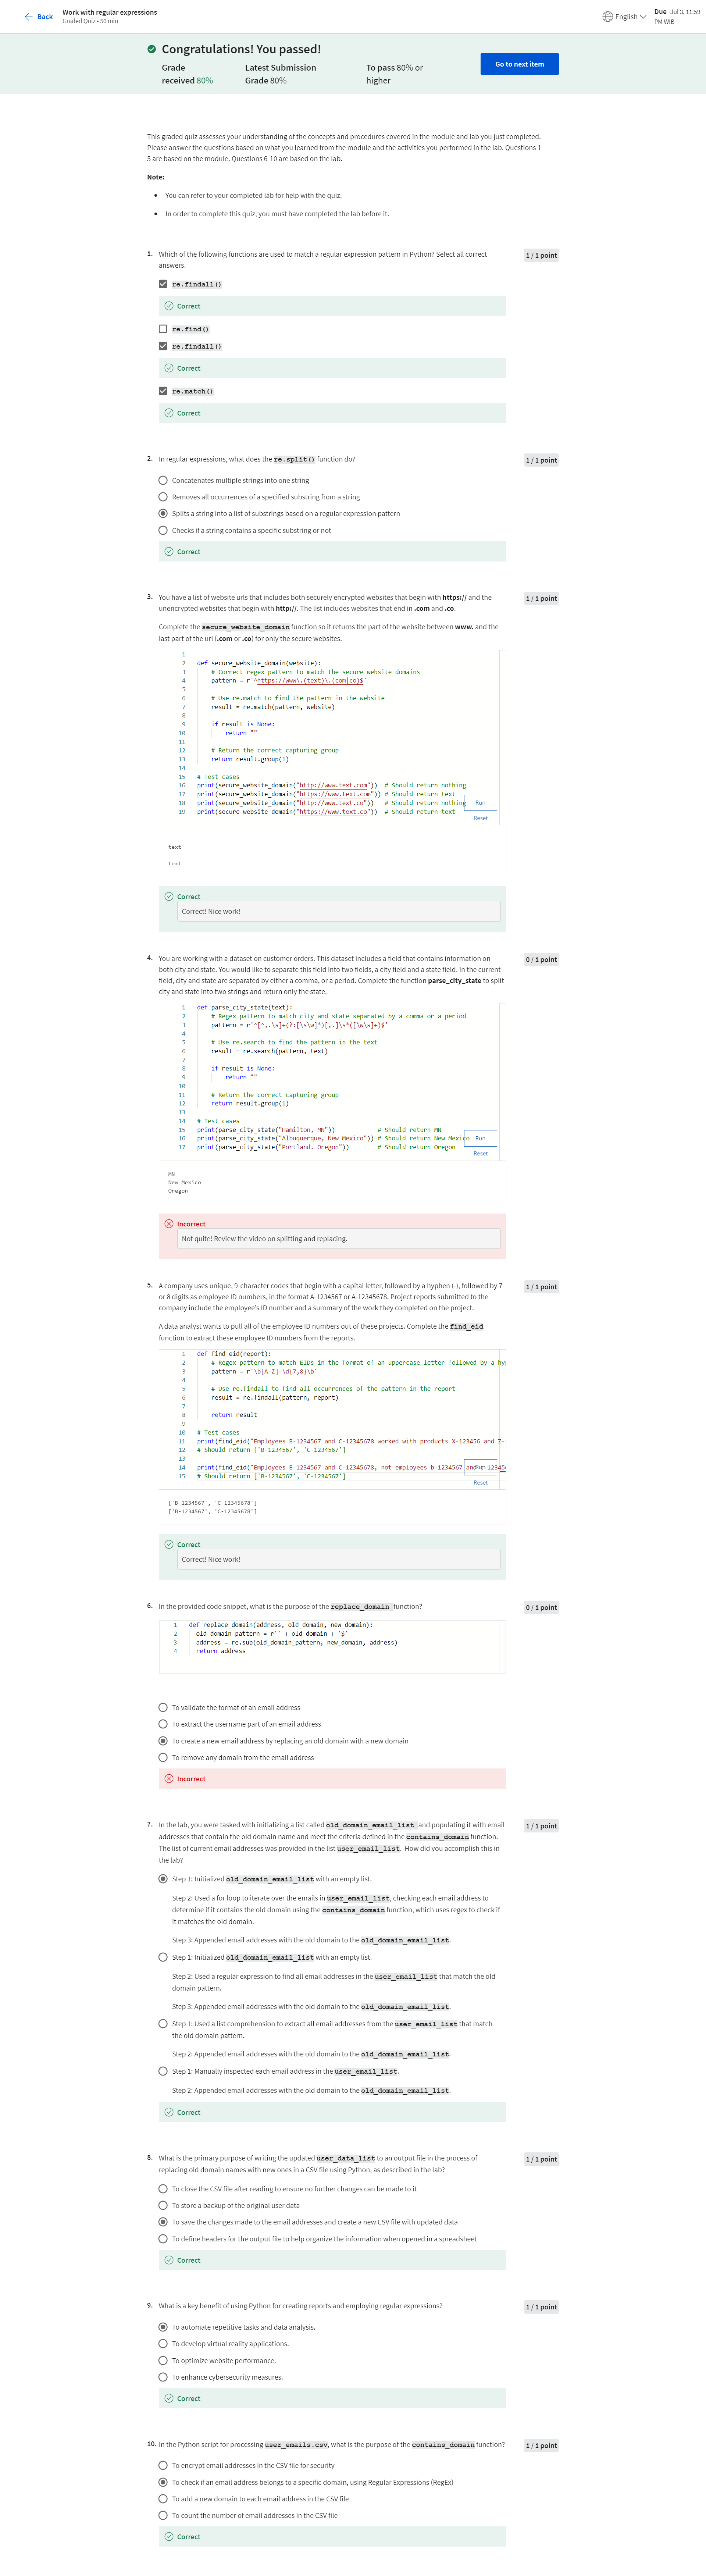 Back
Work with regular expressions
Graded Quiz • 50 min
English
Due Jul 3, 11:59
PM WIB
Congratulations! You passed!
Grade
received 80%
Latest Submission
Grade 80%
To pass 80% or
higher
Go to next item
This graded quiz assesses your understanding of the concepts and procedures covered in the module and lab you just completed.
Please answer the questions based on what you learned from the module and the activities you performed in the lab. Questions 1-
5 are based on the module. Questions 6-10 are based on the lab.
Note:
• You can refer to your completed lab for help with the quiz.
• In order to complete this quiz, you must have completed the lab before it.
1. Which of the following functions are used to match a regular expression pattern in Python? Select all correct
answers.
1 / 1 point
re.findall()
Correct
re.find()
re.findall()
Correct
re.match()
Correct
2. In regular expressions, what does the re.split() function do?
1 / 1 point
Concatenates multiple strings into one string
Removes all occurrences of a specified substring from a string
Splits a string into a list of substrings based on a regular expression pattern
Checks if a string contains a specific substring or not
Correct
3. You have a list of website urls that includes both securely encrypted websites that begin with https:// and the
unencrypted websites that begin with http://. The list includes websites that end in .com and .co.
1 / 1 point
Complete the secure_website_domain function so it returns the part of the website between www. and the
last part of the url (.com or .co) for only the secure websites.
1
2 def secure_website_domain(website):
3 # Correct regex pattern to match the secure website domains
4 pattern = r'^https://www\.(text)\.(com|co)$'
5
6 # Use re.match to find the pattern in the website
7 result = re.match(pattern, website)
8
9 if result is None:
10 return ""
11
12 # Return the correct capturing group
13 return result.group(1)
14
15 # Test cases
16 print(secure_website_domain("http://www.text.com")) # Should return nothing
17 print(secure_website_domain("https://www.text.com")) # Should return text
18 print(secure_website_domain("http://www.text.co")) # Should return nothing
19 print(secure_website_domain("https://www.text.co")) # Should return text
Run
Reset
text
text
Correct
Correct! Nice work!
4. You are working with a dataset on customer orders. This dataset includes a field that contains information on
both city and state. You would like to separate this field into two fields, a city field and a state field. In the current
field, city and state are separated by either a comma, or a period. Complete the function parse_city_state to split
city and state into two strings and return only the state.
0 / 1 point
1 def parse_city_state(text):
2 # Regex pattern to match city and state separated by a comma or a period
3 pattern = r'^[^,.\s]+(?:[\s\w]*)[,.]\s*([\w\s]+)$'
4
5 # Use re.search to find the pattern in the text
6 result = re.search(pattern, text)
7
8 if result is None:
9 return ""
10
11 # Return the correct capturing group
12 return result.group(1)
13
14 # Test cases
15 print(parse_city_state("Hamilton, MN")) # Should return MN
16 print(parse_city_state("Albuquerque, New Mexico")) # Should return New Mexico
17 print(parse_city_state("Portland. Oregon")) # Should return Oregon
Run
Reset
MN
New Mexico
Oregon
Incorrect
Not quite! Review the video on splitting and replacing.
5. A company uses unique, 9-character codes that begin with a capital letter, followed by a hyphen (-), followed by 7
or 8 digits as employee ID numbers, in the format A-1234567 or A-12345678. Project reports submitted to the
company include the employee's ID number and a summary of the work they completed on the project.
1 / 1 point
A data analyst wants to pull all of the employee ID numbers out of these projects. Complete the find_eid
function to extract these employee ID numbers from the reports.
1 def find_eid(report):
2 # Regex pattern to match EIDs in the format of an uppercase letter followed by a hy
3 pattern = r'\b[A-Z]-\d{7,8}\b'
4
5 # Use re.findall to find all occurrences of the pattern in the report
6 result = re.findall(pattern, report)
7
8 return result
9
10 # Test cases
11 print(find_eid("Employees B-1234567 and C-12345678 worked with products X-123456 and Z-
12 # Should return ['B-1234567', 'C-1234567']
13
14 print(find_eid("Employees B-1234567 and C-12345678, not employees b-1234567 and
15 # Should return ['B-1234567', 'C-1234567']
Reset
['B-1234567', 'C-12345678']
['B-1234567', 'C-12345678']
Correct
Correct! Nice work!
6. In the provided code snippet, what is the purpose of the replace_domain function?
0 / 1 point
1 def replace_domain(address, old_domain, new_domain):
2 old_domain_pattern = r'' + old_domain + '$'
3 address = re.sub(old_domain_pattern, new_domain, address)
4 return address
To validate the format of an email address
To extract the username part of an email address
To create a new email address by replacing an old domain with a new domain
To remove any domain from the email address
Incorrect
7. In the lab, you were tasked with initializing a list called old_domain_email_list and populating it with email
addresses that contain the old domain name and meet the criteria defined in the contains_domain function.
The list of current email addresses was provided in the list user_email_list. How did you accomplish this in
the lab?
1 / 1 point
Step 1: Initialized old_domain_email_list with an empty list.
Step 2: Used a for loop to iterate over the emails in user_email_list, checking each email address to
determine if it contains the old domain using the contains_domain function, which uses regex to check if
it matches the old domain.
Step 3: Appended email addresses with the old domain to the old_domain_email_list.
Step 1: Initialized old_domain_email_list with an empty list.
Step 2: Used a regular expression to find all email addresses in the user_email_list that match the old
domain pattern.
Step 3: Appended email addresses with the old domain to the old_domain_email_list.
Step 1: Used a list comprehension to extract all email addresses from the user_email_list that match
the old domain pattern.
Step 2: Appended email addresses with the old domain to the old_domain_email_list.
Step 1: Manually inspected each email address in the user_email_list.
Step 2: Appended email addresses with the old domain to the old_domain_email_list.
Correct
8. What is the primary purpose of writing the updated user_data_list to an output file in the process of
replacing old domain names with new ones in a CSV file using Python, as described in the lab?
1 / 1 point
To close the CSV file after reading to ensure no further changes can be made to it
To store a backup of the original user data
To save the changes made to the email addresses and create a new CSV file with updated data
To define headers for the output file to help organize the information when opened in a spreadsheet
Correct
9. What is a key benefit of using Python for creating reports and employing regular expressions?
1 / 1 point
To automate repetitive tasks and data analysis.
To develop virtual reality applications.
To optimize website performance.
To enhance cybersecurity measures.
Correct
10. In the Python script for processing user_emails.csv, what is the purpose of the contains_domain function?
1 / 1 point
To encrypt email addresses in the CSV file for security
To check if an email address belongs to a specific domain, using Regular Expressions (RegEx)
To add a new domain to each email address in the CSV file
To count the number of email addresses in the CSV file
Correct